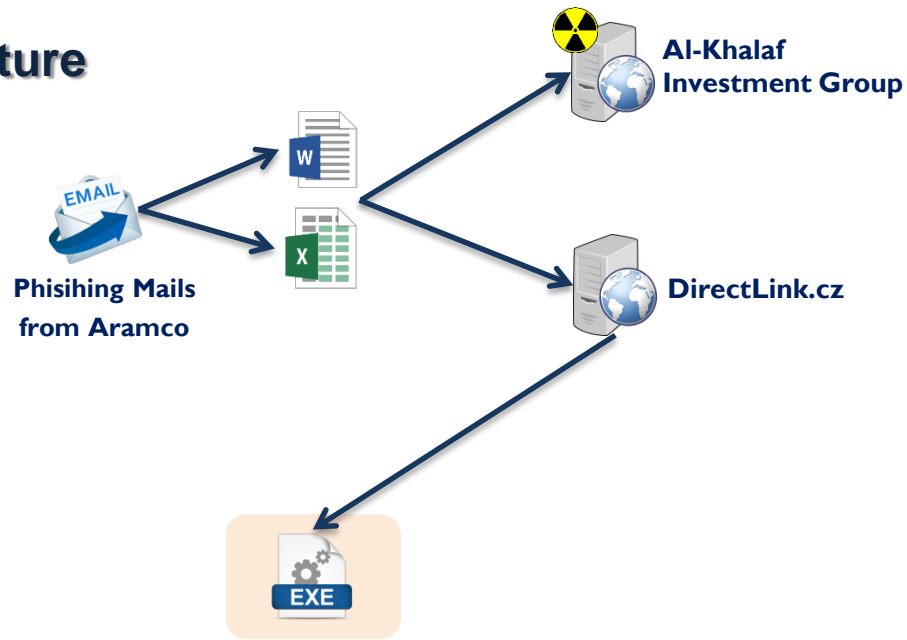 ture
Al-Khalaf
Investment Group
W
EMAIL
X
Phisihing Mails
from Aramco
DirectLink.cz
EXE